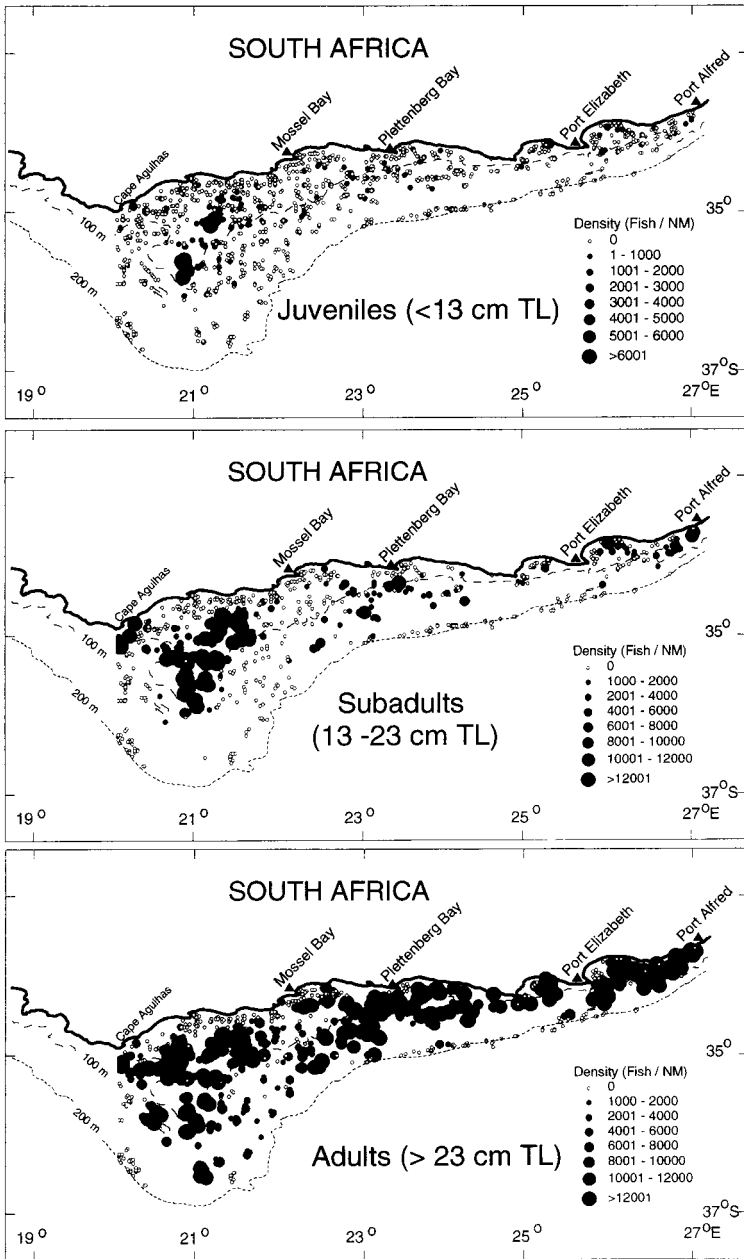 SOUTH AFRICA
Mossel Bay
Plettenberg Bay
Port Elizabeth
Port Alfred
Cape Agulhas
100 m
200 m
35°
Density (Fish / NM)
0
1 - 1000
1001 - 2000
2001 - 3000
3001 - 4000
4001 - 5000
5001 - 6000
>6001
Juveniles (<13 cm TL)
37°S
19° 21° 23° 25° 27°E
SOUTH AFRICA
Mossel Bay
Plettenberg Bay
Port Elizabeth
Port Alfred
Cape Agulhas
100 m
200 m
35°
Density (Fish / NM)
0
1000 - 2000
2001 - 4000
4001 - 6000
6001 - 8000
8001 - 10000
10001 - 12000
>12001
Subadults
(13 -23 cm TL)
37°S
19° 21° 23° 25° 27°E
SOUTH AFRICA
Mossel Bay
Plettenberg Bay
Port Elizabeth
Port Alfred
Cape Agulhas
100 m
200 m
35°
Density (Fish / NM)
0
1000 - 2000
2001 - 4000
4001 - 6000
6001 - 8000
8001 - 10000
10001 - 12000
>12001
Adults (> 23 cm TL)
37°S
19° 21° 23° 25° 27°E